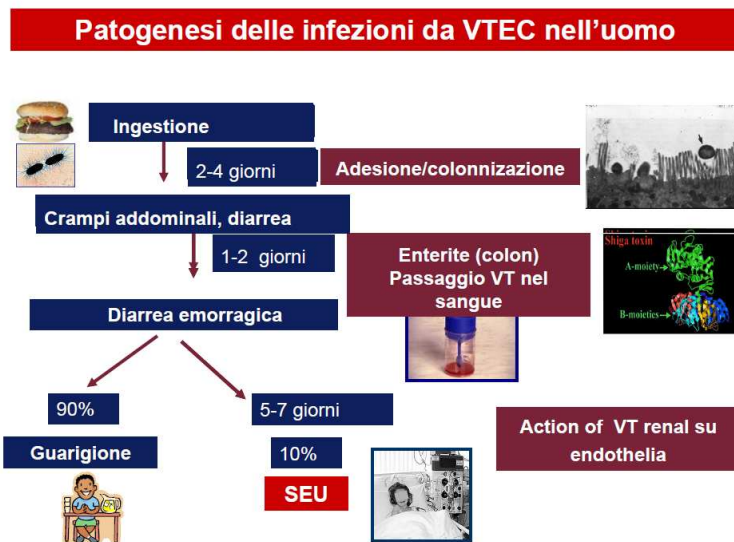 Patogenesi delle infezioni da VTEC nell'uomo
Ingestione
2-4 giorni
Adesione/colonnizazione
Crampi addominali, diarrea
1-2 giorni
Enterite (colon)
Passaggio VT nel
sangue
Shiga toxin
A-moiety
B-moieties
Diarrea emorragica
90%
5-7 giorni
Guarigione
10%
SEU
Action of VT renal su
endothelia